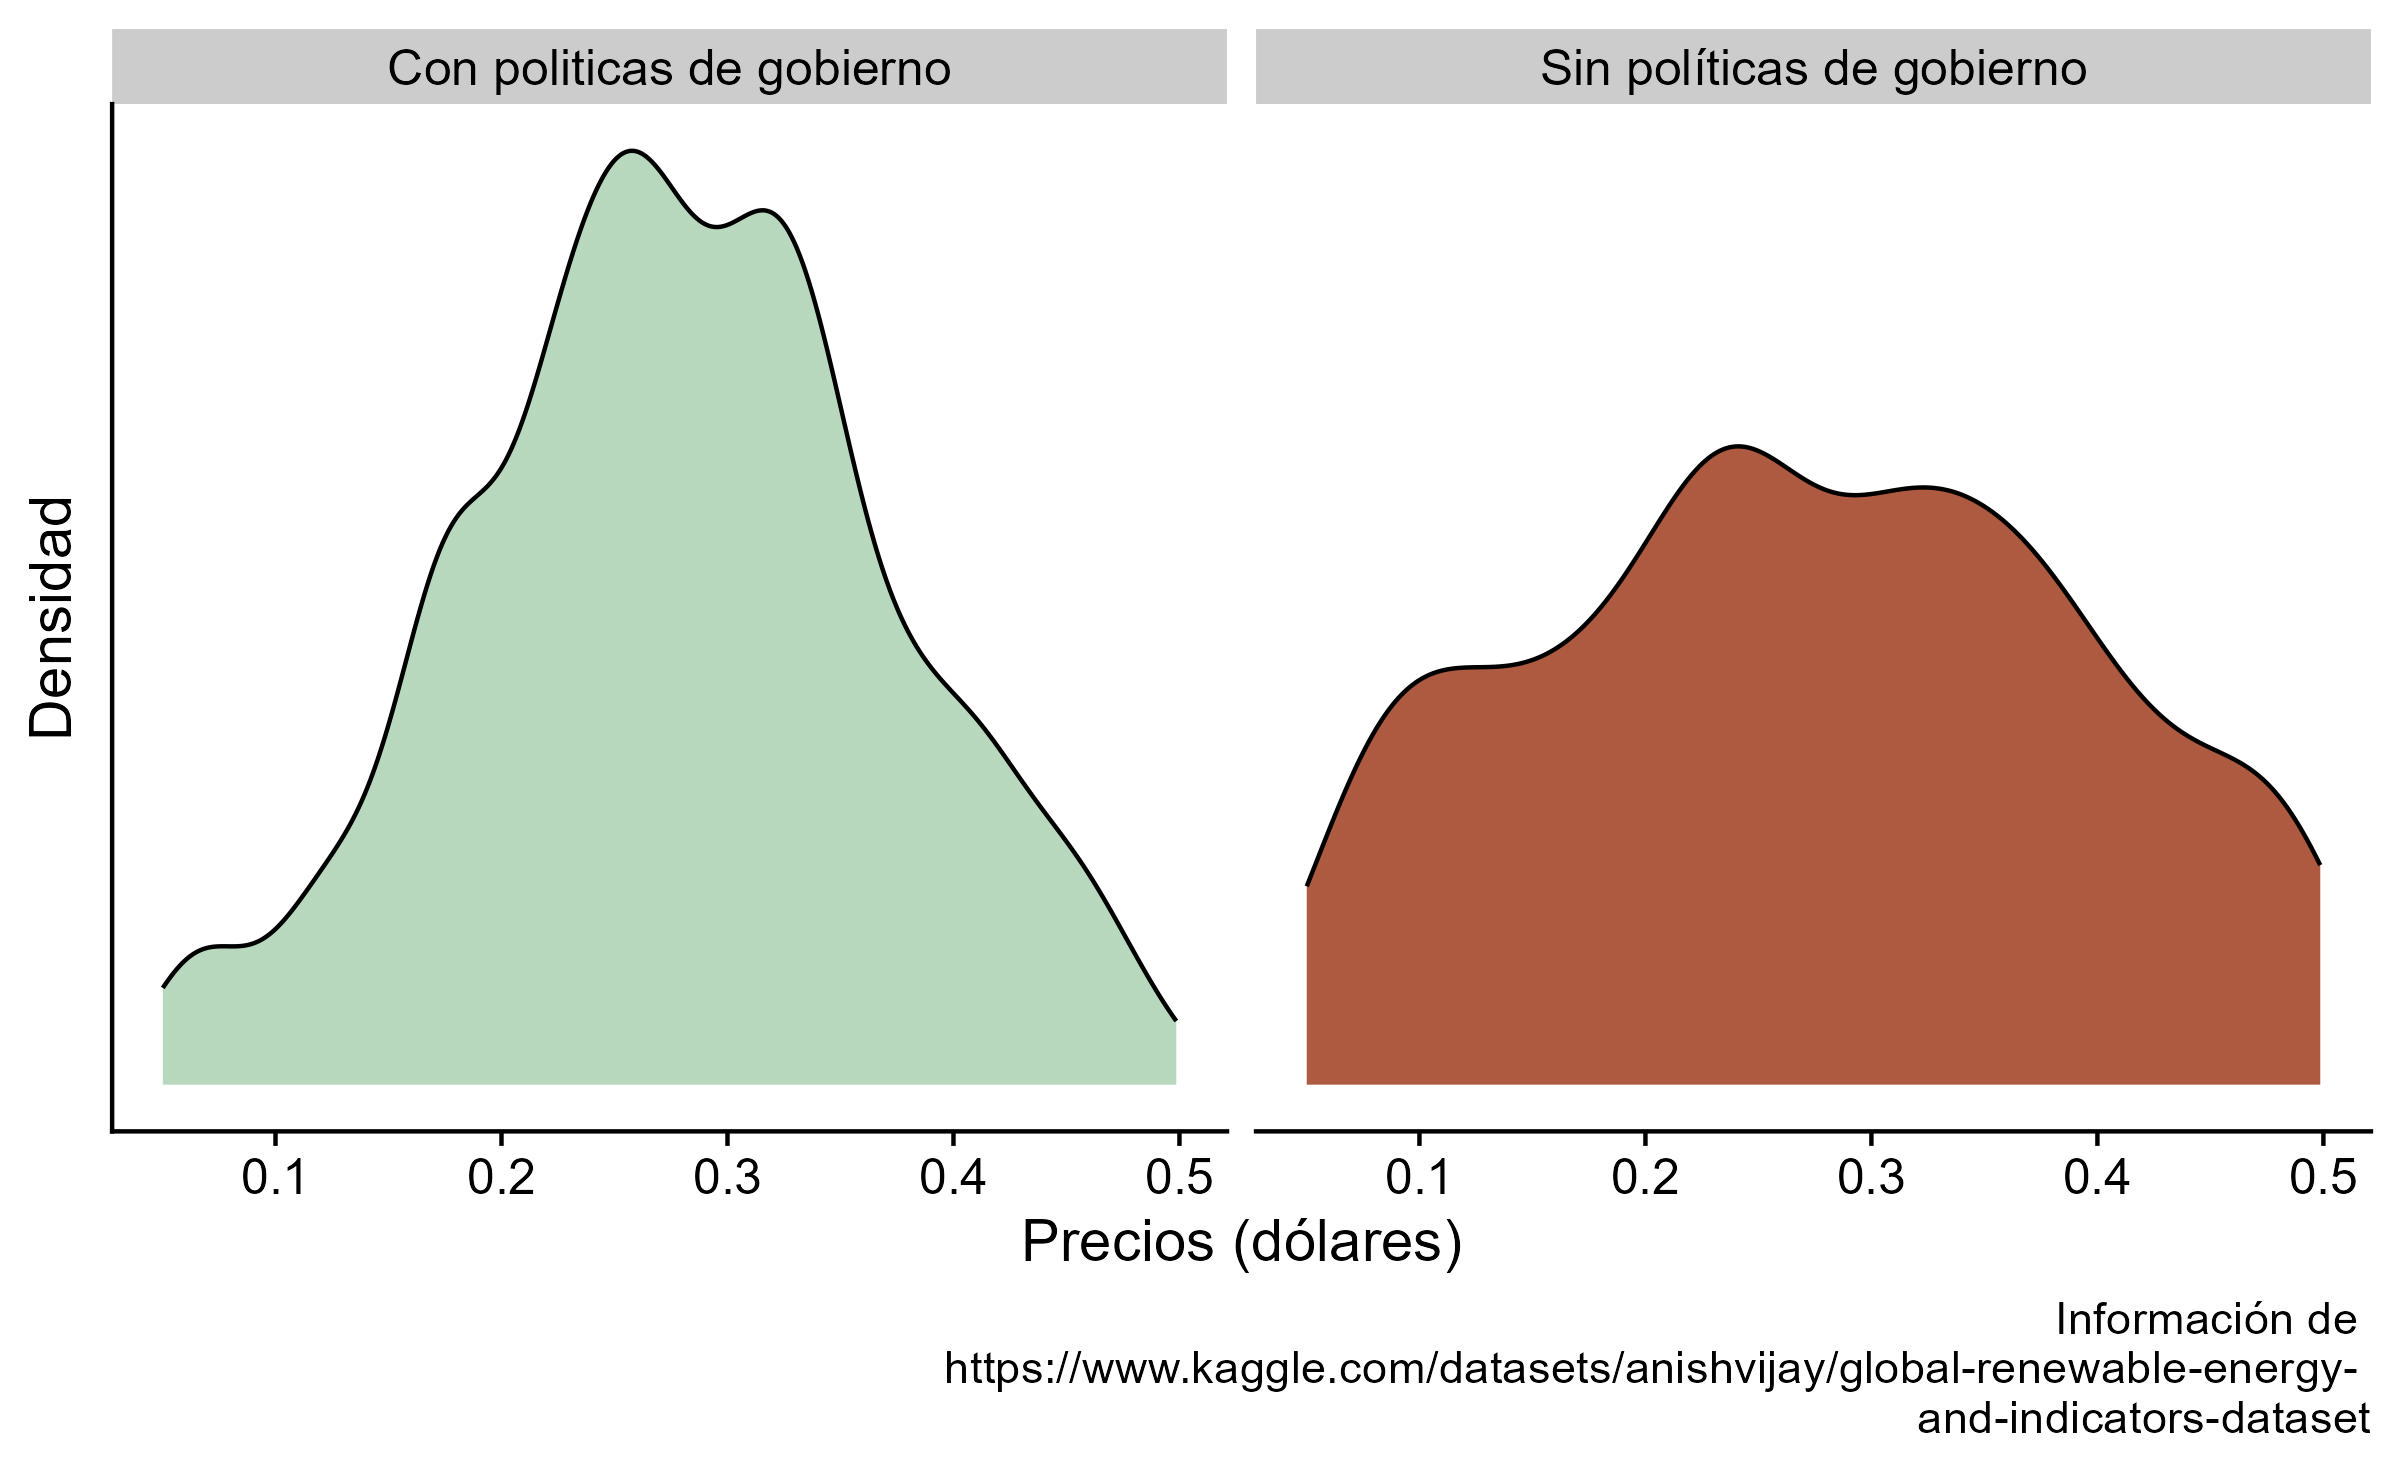 Con politicas de gobierno
Sin políticas de gobierno
Densidad
0.1 0.2 0.3 0.4 0.5
0.1 0.2 0.3 0.4 0.5
Precios (dólares)
Información de
https://www.kaggle.com/datasets/anishvijay/global-renewable-energy-
and-indicators-dataset